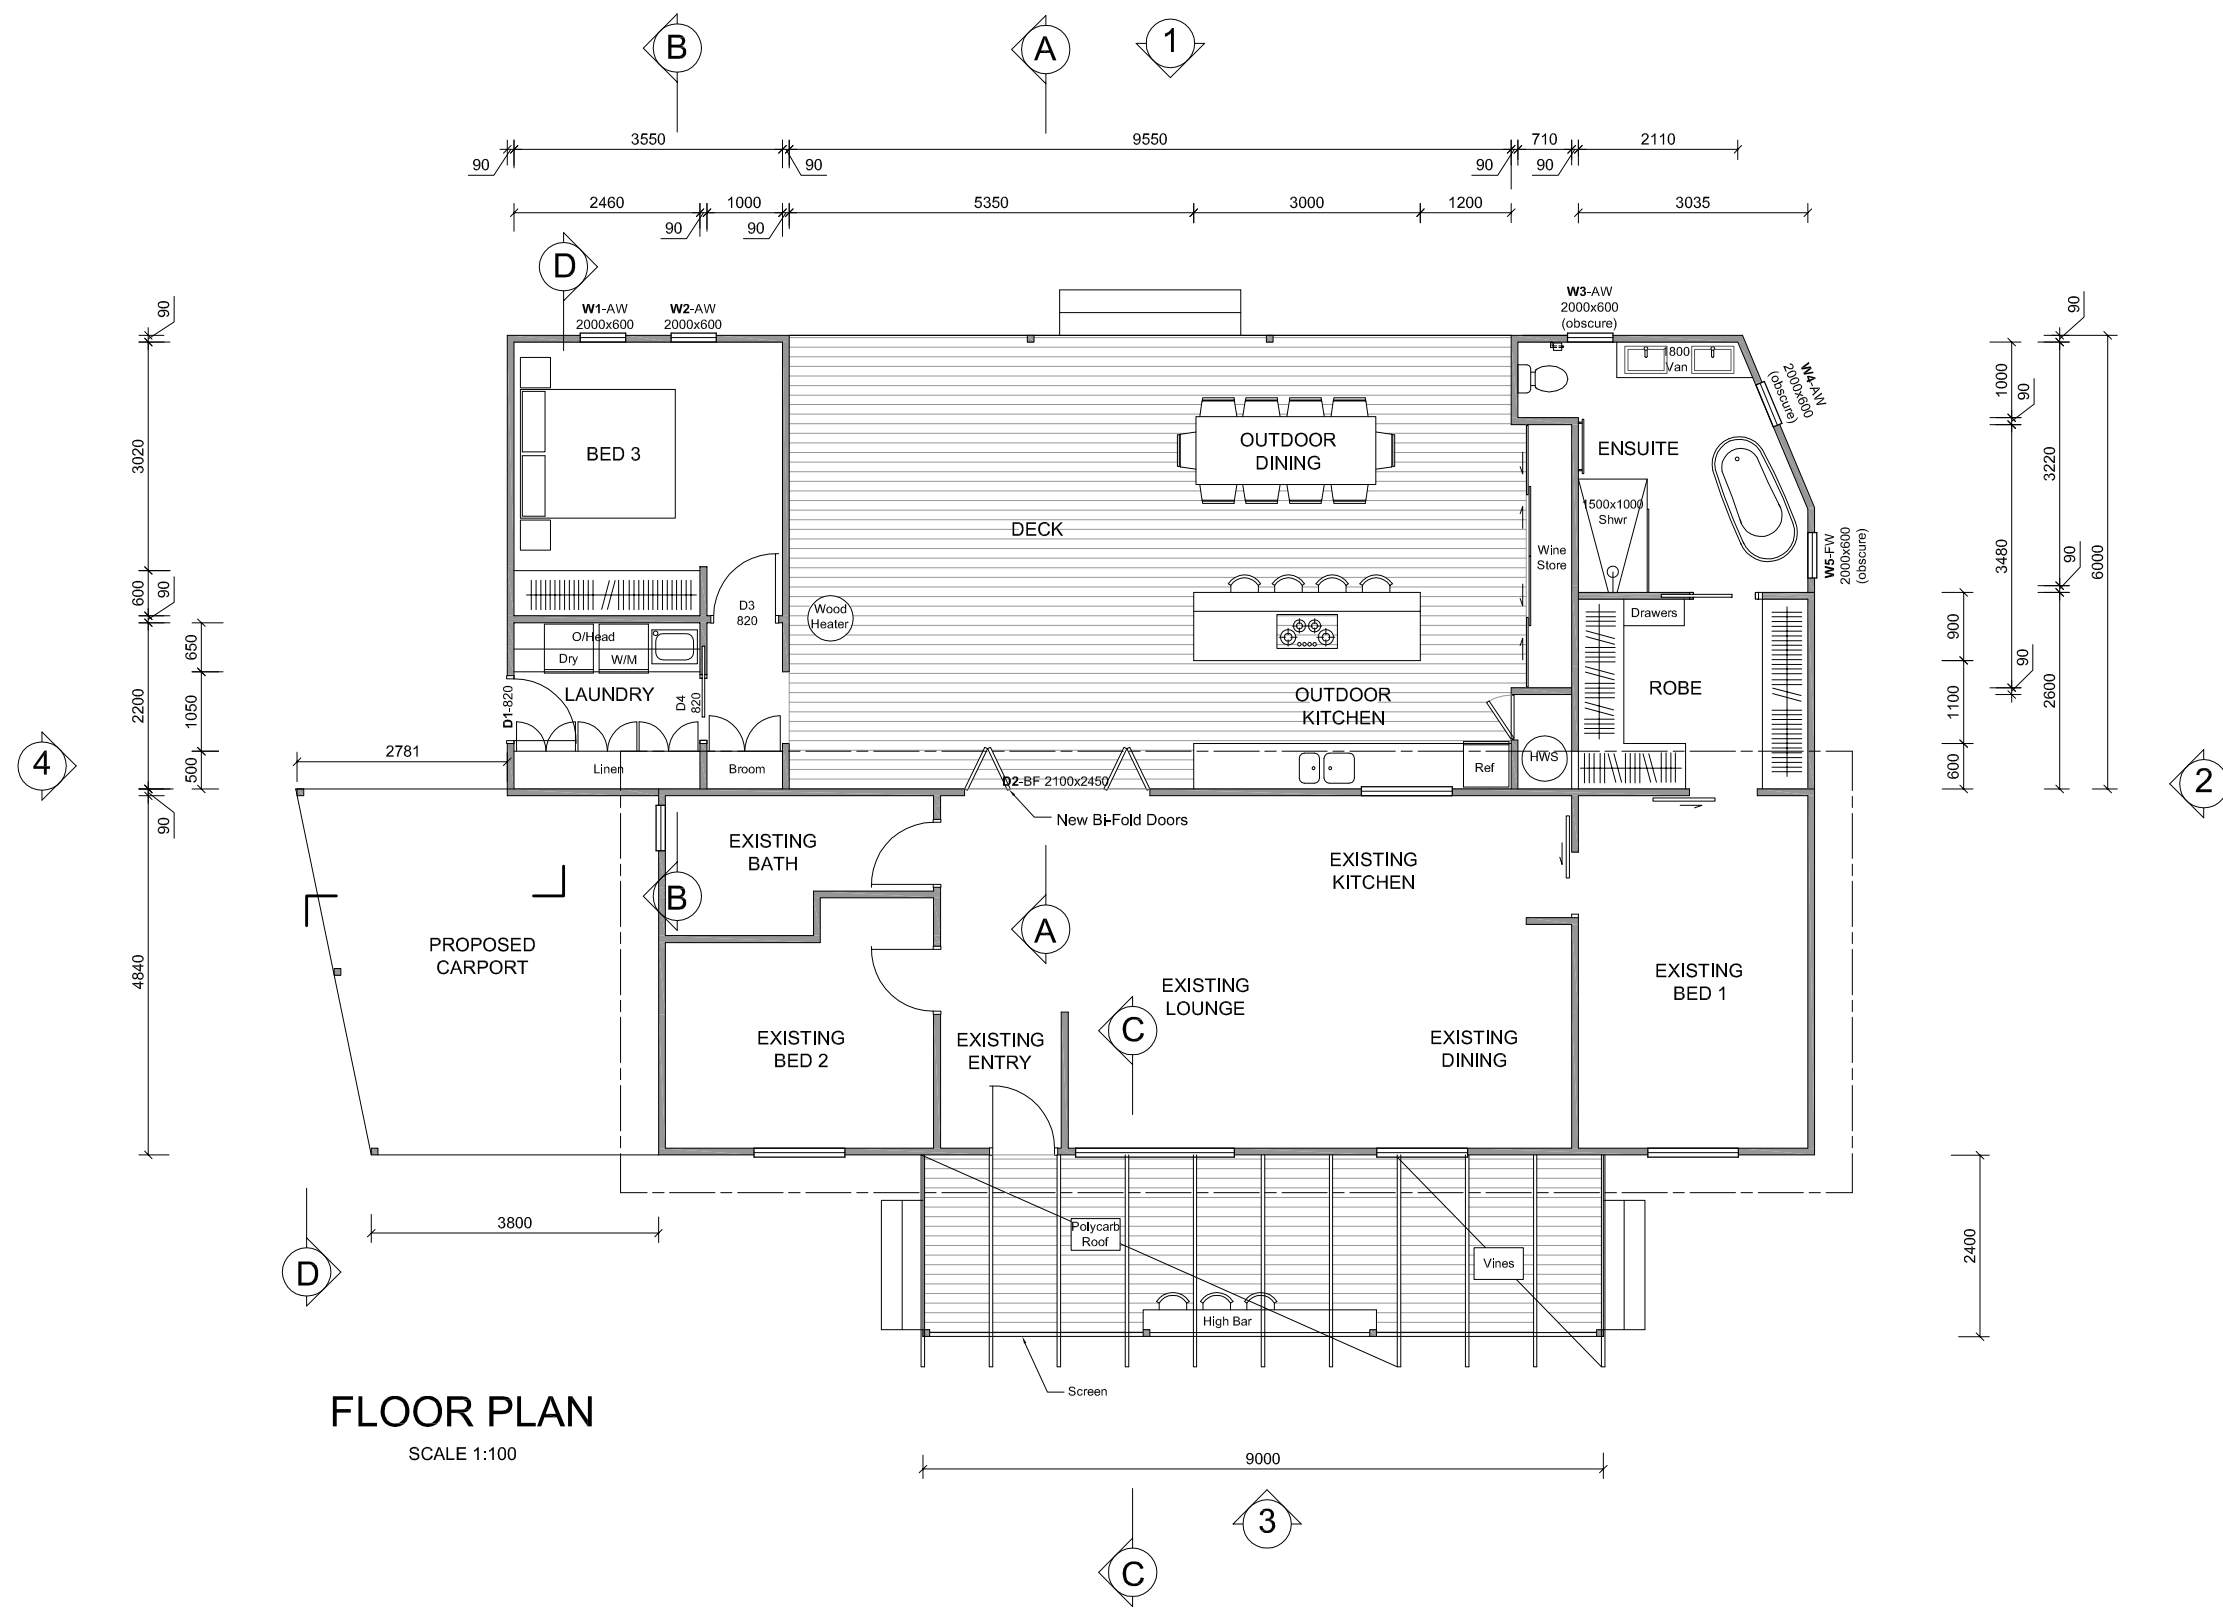 B
A
1
3550
9550
710
2110
90
90
90
90
2460
1000
5350
3000
1200
3035
90
90
D
W1-AW
2000x600
W2-AW
2000x600
W3-AW
2000x600
(obscure)
90
90
3020
BED 3
OUTDOOR
DINING
1800
Van
W4-AW
2000x600
(obscure)
1000
90
ENSUITE
3220
DECK
1500x1000
Shwr
Wine
Store
W5-FW
2000x600
(obscure)
3480
90
6000
600
90
D3
820
Wood
Heater
Drawers
650
O/Head
Dry
W/M
900
90
2200
1050
D1-820
LAUNDRY
D4
820
OUTDOOR
KITCHEN
ROBE
1100
2600
4
2781
500
Linen
Broom
D2-BF 2100x2450
Ref
HWS
600
2
90
New Bi-Fold Doors
EXISTING
BATH
EXISTING
KITCHEN
B
A
4840
PROPOSED
CARPORT
EXISTING
LOUNGE
EXISTING
BED 1
C
EXISTING
BED 2
EXISTING
ENTRY
EXISTING
DINING
3800
Polycarb
Roof
Vines
2400
D
High Bar
Screen
FLOOR PLAN
SCALE 1:100
9000
3
C